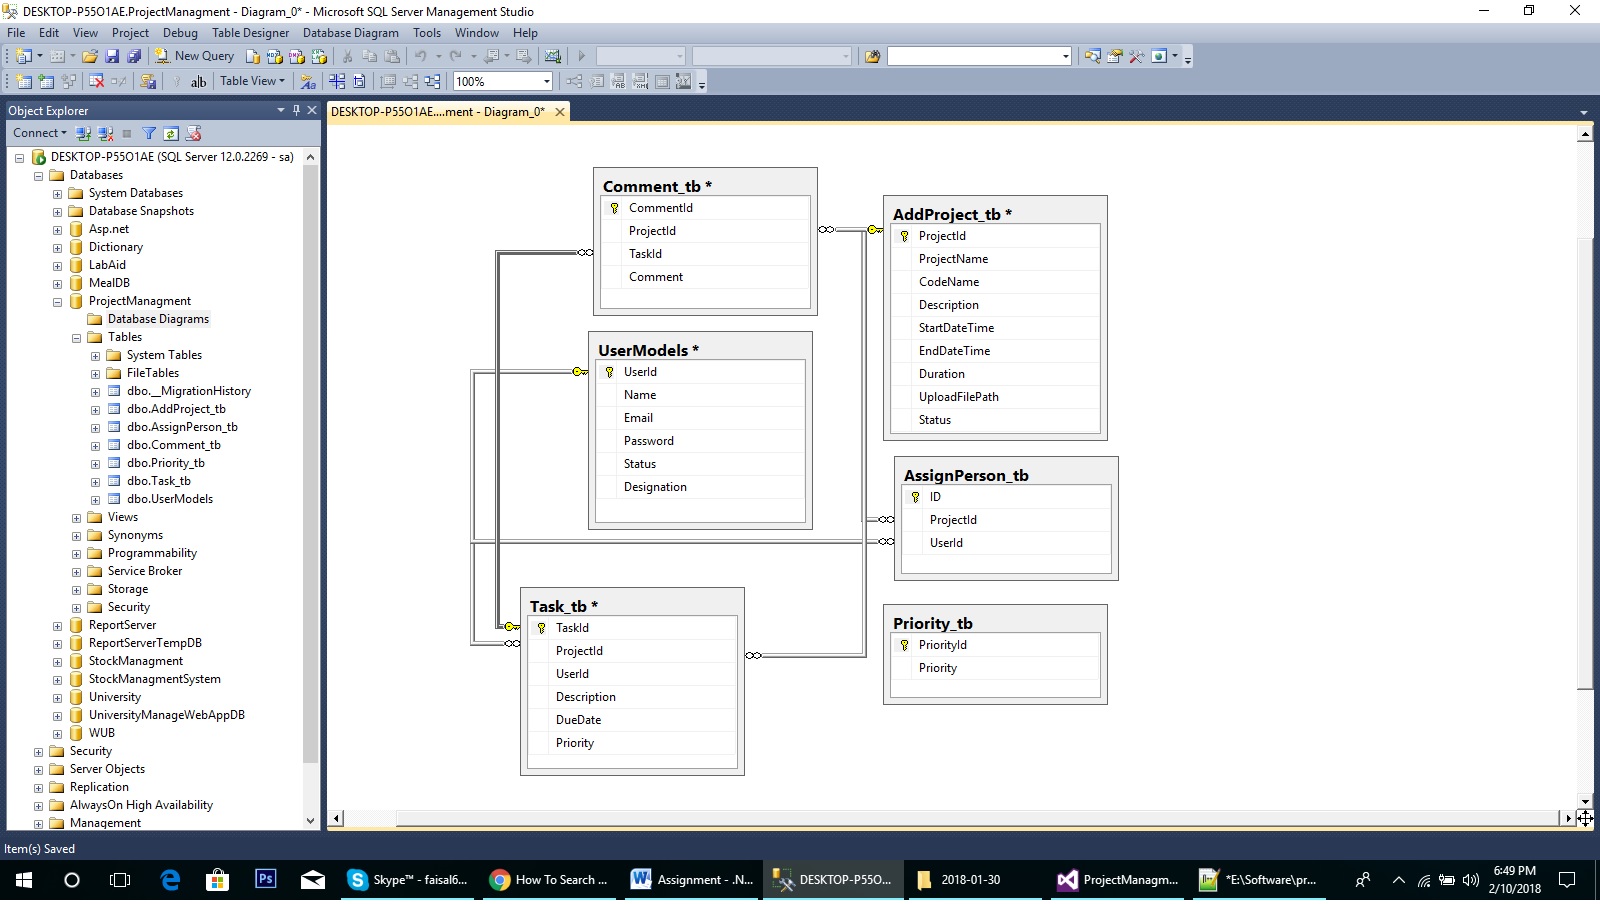 DESKTOP-P55O1AE.ProjectManagment - Diagram_0* - Microsoft SQL Server Management Studio
File Edit View Project Debug Table Designer Database Diagram Tools Window Help
New Query
Table View 100%
Object Explorer
Connect
DESKTOP-P55O1AE (SQL Server 12.0.2269 - sa)
Databases
System Databases
Database Snapshots
Asp.net
Dictionary
LabAid
MealDB
ProjectManagment
Database Diagrams
Tables
System Tables
FileTables
dbo.__MigrationHistory
dbo.AddProject_tb
dbo.AssignPerson_tb
dbo.Comment_tb
dbo.Priority_tb
dbo.Task_tb
dbo.UserModels
Views
Synonyms
Programmability
Service Broker
Storage
Security
ReportServer
ReportServerTempDB
StockManagment
StockManagmentSystem
University
UniversityManageWebAppDB
WUB
Security
Server Objects
Replication
AlwaysOn High Availability
Management
DESKTOP-P55O1AE....ment - Diagram_0*
Comment_tb *
CommentId
ProjectId
TaskId
Comment
AddProject_tb *
ProjectId
ProjectName
CodeName
Description
StartDateTime
EndDateTime
Duration
UploadFilePath
Status
UserModels *
UserId
Name
Email
Password
Status
Designation
AssignPerson_tb
ID
ProjectId
UserId
Task_tb *
TaskId
ProjectId
UserId
Description
DueDate
Priority
Priority_tb
PriorityId
Priority
Item(s) Saved
Skype™ - faisal6...
How To Search ...
Assignment - .N...
DESKTOP-P55O...
2018-01-30
ProjectManagm...
*E:\Software\pr...
6:49 PM
2/10/2018